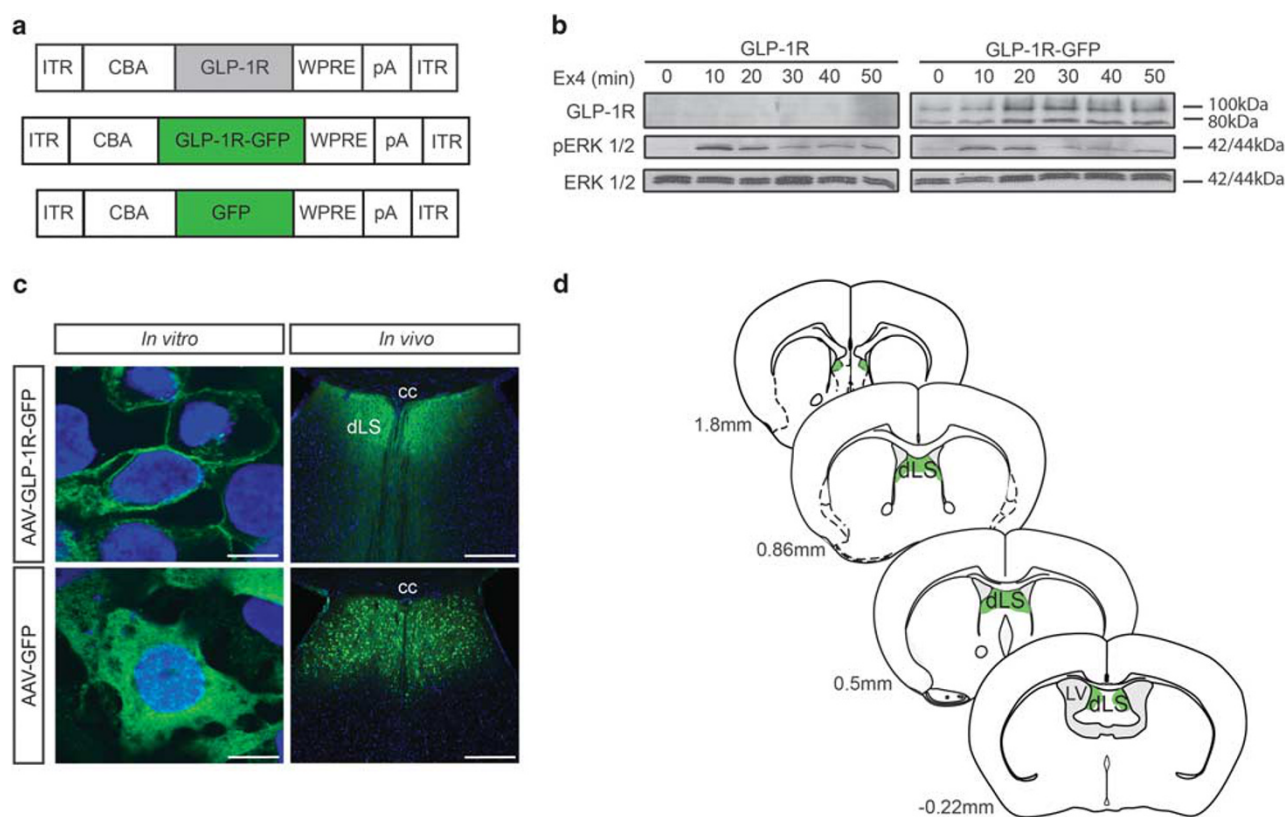 a
ITR CBA GLP-1R WPRE pA ITR
ITR CBA GLP-1R-GFP WPRE pA ITR
ITR CBA GFP WPRE pA ITR
b
GLP-1R GLP-1R-GFP
Ex4 (min) 0 10 20 30 40 50 0 10 20 30 40 50
GLP-1R 100kDa
80kDa
pERK 1/2 42/44kDa
ERK 1/2 42/44kDa
c
In vitro In vivo
AAV-GLP-1R-GFP
cc
dLS
AAV-GFP
cc
d
1.8mm
dLS
0.86mm
dLS
0.5mm
LV dLS
-0.22mm